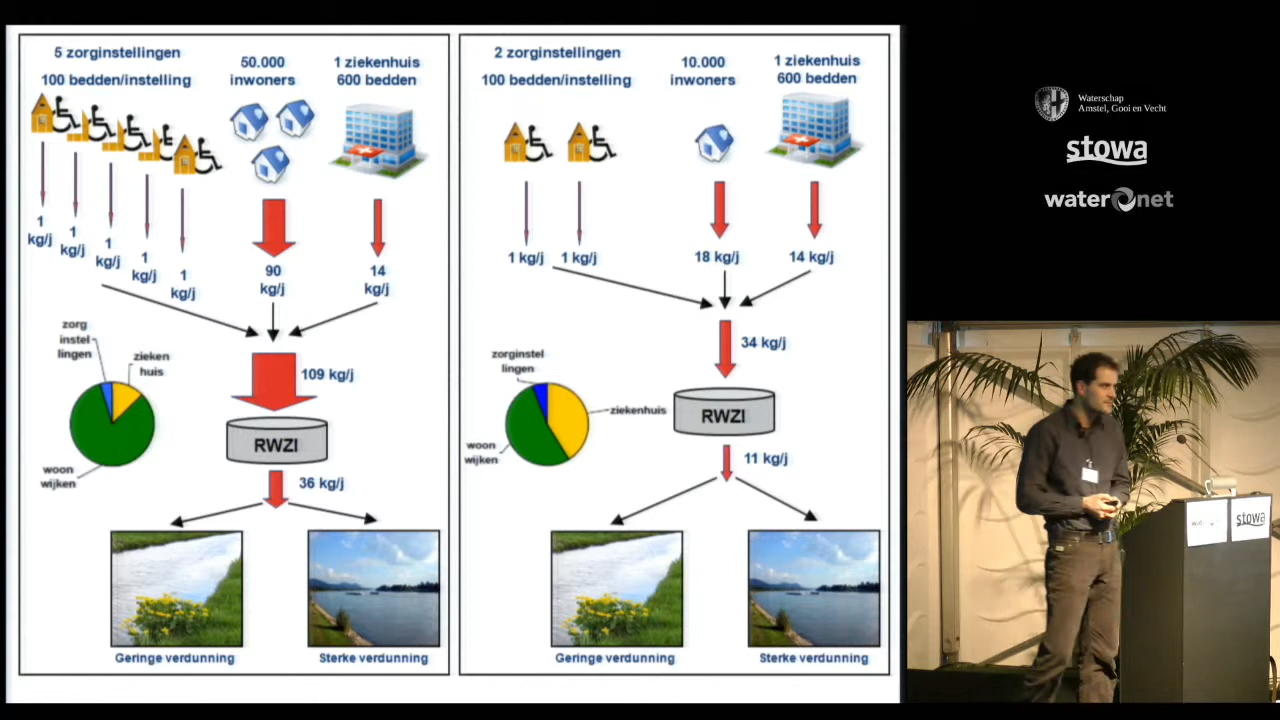 5 zorginstellingen
100 bedden/instelling
50.000
inwoners
1 ziekenhuis
600 bedden
1
kg/j
1
kg/j
1
kg/j
1
kg/j
1
kg/j
90
kg/j
14
kg/j
zorg
instel
lingen
zieken
huis
woon
wijken
109 kg/j
RWZI
36 kg/j
Geringe verdunning
Sterke verdunning
2 zorginstellingen
100 bedden/instelling
10.000
inwoners
1 ziekenhuis
600 bedden
1 kg/j
1 kg/j
18 kg/j
14 kg/j
zorginstel
lingen
ziekenhuis
woon
wijken
34 kg/j
RWZI
11 kg/j
Geringe verdunning
Sterke verdunning
Waterschap
Amstel, Gooi en Vecht
stowa
waternet
stowa